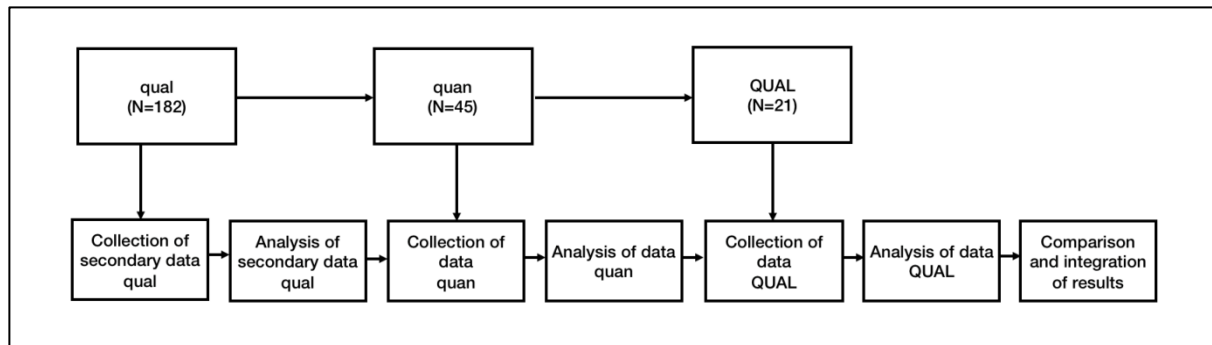 qual
(N=182)
quan
(N=45)
QUAL
(N=21)
Collection of
secondary data
qual
Analysis of
secondary data
qual
Collection of
data
quan
Analysis of data
quan
Collection of
data
QUAL
Analysis of data
QUAL
Comparison
and integration
of results